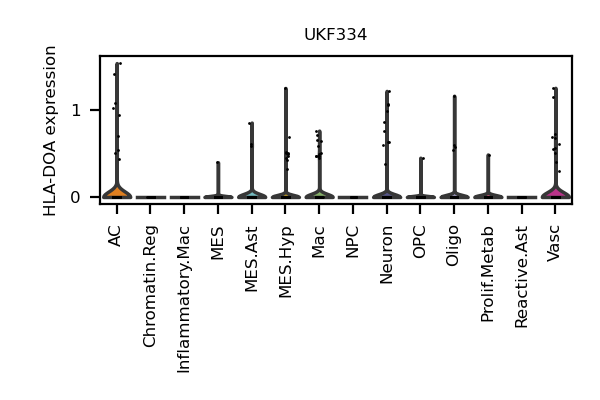 UKF334
HLA-DOA expression
1
0
AC
Chromatin.Reg
Inflammatory.Mac
MES
MES.Ast
MES.Hyp
Mac
NPC
Neuron
OPC
Oligo
Prolif.Metab
Reactive.Ast
Vasc